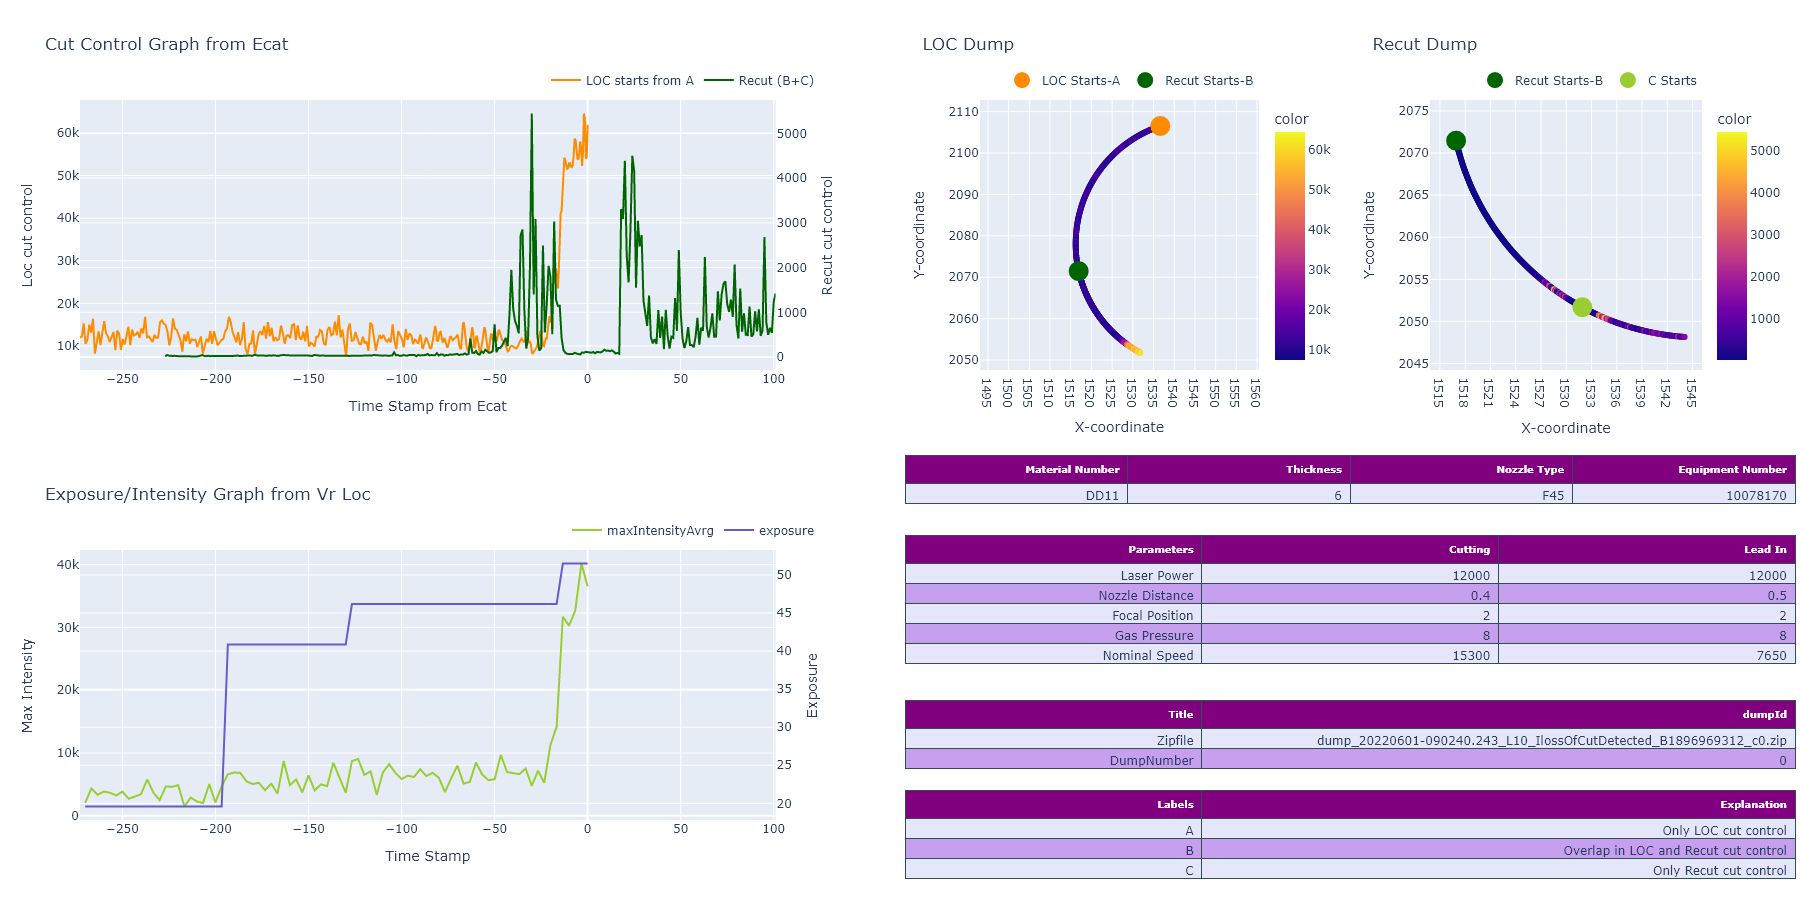 Cut Control Graph from Ecat
LOC starts from A
Recut (B+C)
60k
50k
40k
30k
20k
10k
5000
4000
3000
2000
1000
0
−250
−200
−150
−100
−50
0
50
100
Loc cut control
Recut cut control
Time Stamp from Ecat
LOC Dump
LOC Starts-A
Recut Starts-B
2110
2100
2090
2080
2070
2060
2050
1495
1500
1505
1510
1515
1520
1525
1530
1535
1540
1545
1550
1555
1560
Y-coordinate
X-coordinate
color
60k
50k
40k
30k
20k
10k
Recut Dump
Recut Starts-B
C Starts
2075
2070
2065
2060
2055
2050
2045
1515
1518
1521
1524
1527
1530
1533
1536
1539
1542
1545
Y-coordinate
X-coordinate
color
5000
4000
3000
2000
1000
Exposure/Intensity Graph from Vr Loc
maxIntensityAvrg
exposure
40k
30k
20k
10k
0
50
45
40
35
30
25
20
−250
−200
−150
−100
−50
0
50
100
Max Intensity
Exposure
Time Stamp
Material Number Thickness Nozzle Type Equipment Number
DD11 6 F45 10078170
Parameters Cutting Lead In
Laser Power 12000 12000
Nozzle Distance 0.4 0.5
Focal Position 2 2
Gas Pressure 8 8
Nominal Speed 15300 7650
Title dumpId
Zipfile dump_20220601-090240.243_L10_IlossOfCutDetected_B1896969312_c0.zip
DumpNumber 0
Labels Explanation
A Only LOC cut control
B Overlap in LOC and Recut cut control
C Only Recut cut control